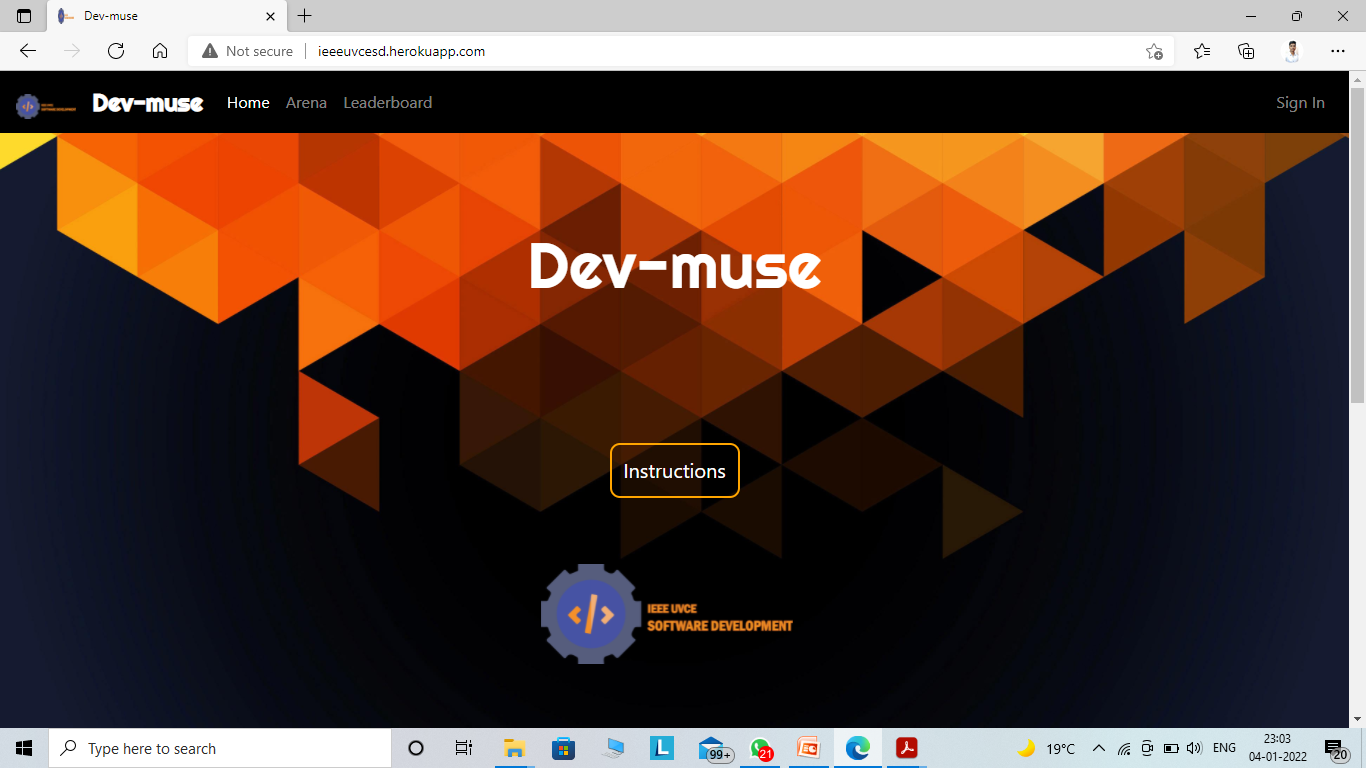 Dev-muse
Not secure
ieeeuvcesd.herokuapp.com
Dev-muse
Home
Arena
Leaderboard
Sign In
Dev-muse
Instructions
</>
IEEE UVCE
SOFTWARE DEVELOPMENT
Type here to search
L
99+
21
19°C
ENG
23:03
04-01-2022
20